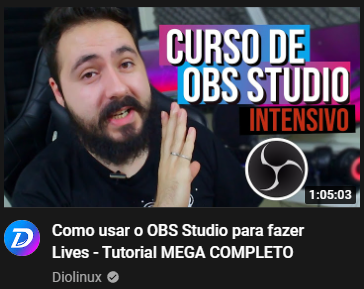 CURSO DE
OBS STUDIO
INTENSIVO
1:05:03
Como usar o OBS Studio para fazer
Lives - Tutorial MEGA COMPLETO
Diolinux